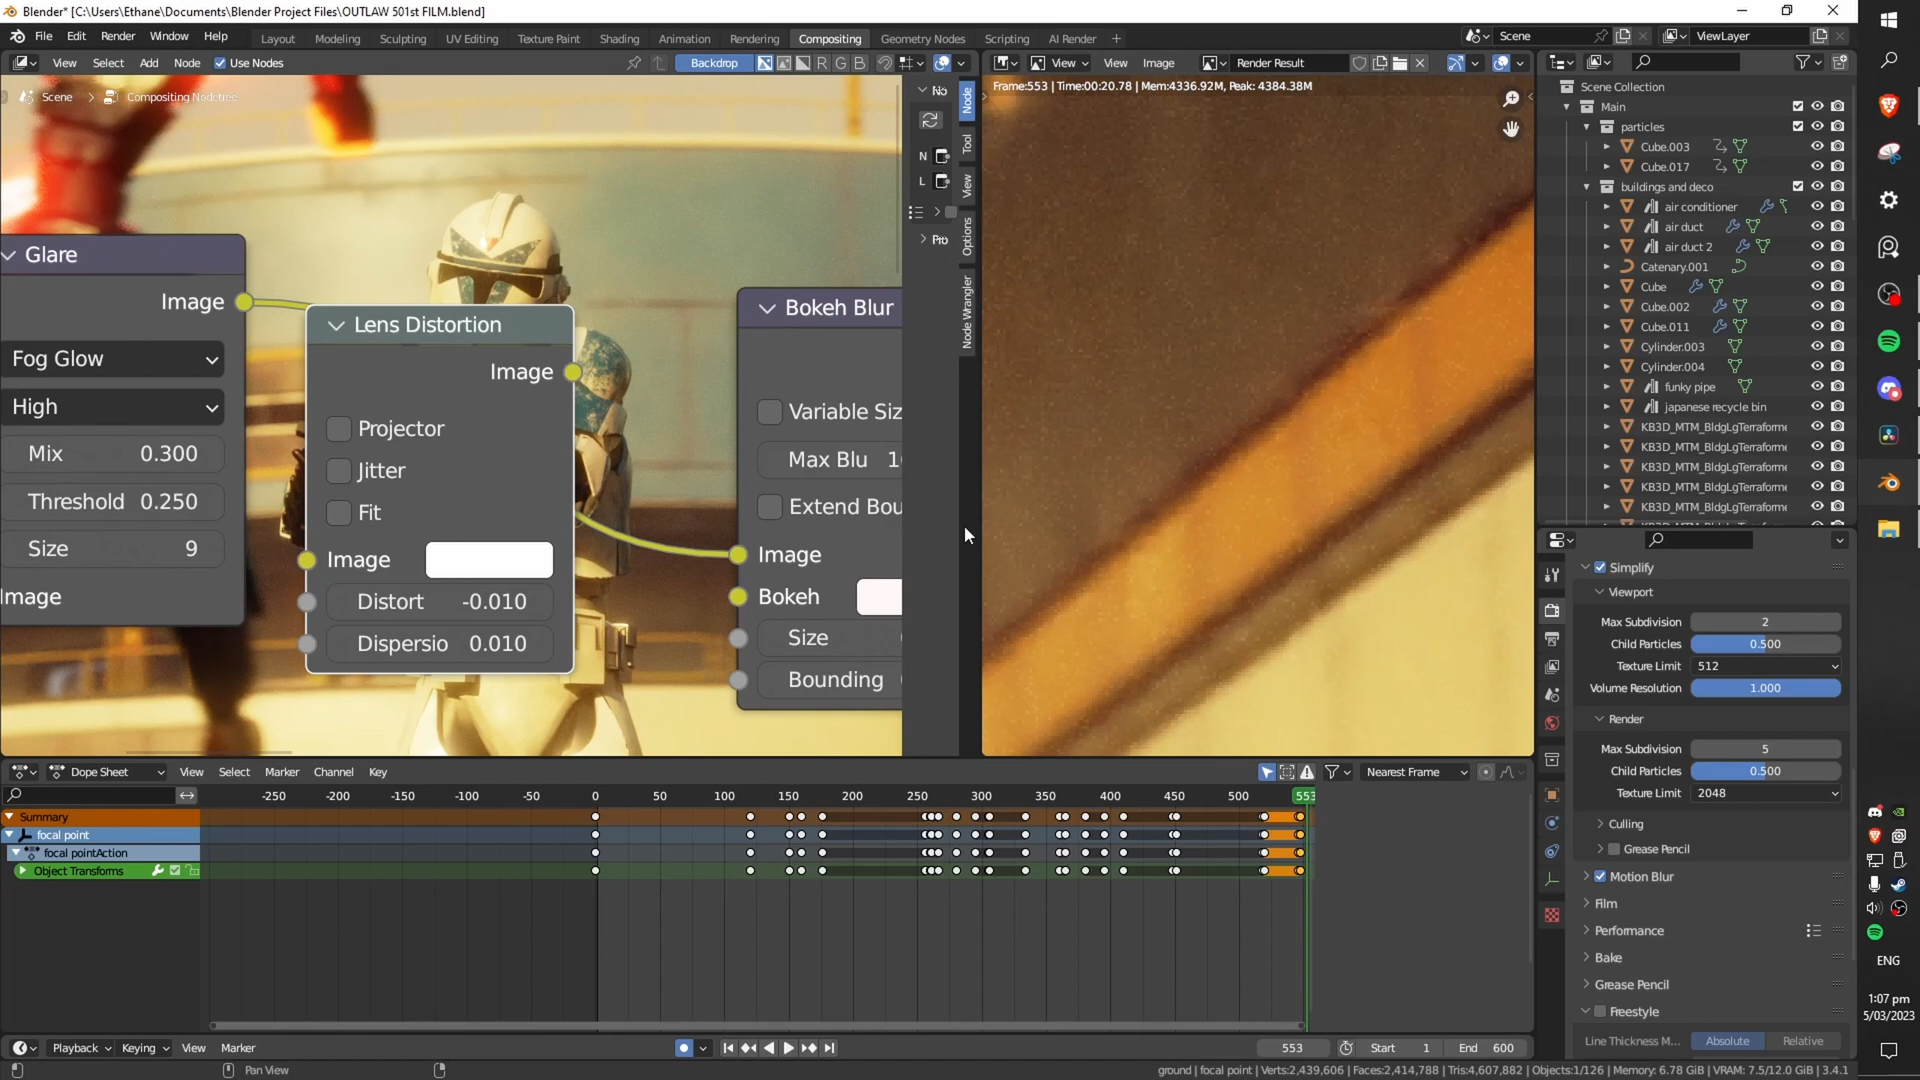 Blender* [C:\Users\Ethane\Documents\Blender Project Files\OUTLAW 501st FILM.blend]
File Edit Render Window Help
Layout Modeling Sculpting UV Editing Texture Paint Shading Animation Rendering Compositing Geometry Nodes Scripting AI Render +
Scene
ViewLayer
View Select Add Node Use Nodes
Backdrop
R G B
View View Image
Render Result
Scene > Compositing Nodetree
Frame:553 | Time:00:20.78 | Mem:4336.92M, Peak: 4384.38M
Glare
Image
Fog Glow
High
Mix 0.300
Threshold 0.250
Size 9
Lens Distortion
Image
Projector
Jitter
Fit
Image
Distort -0.010
Dispersio 0.010
Bokeh Blur
Variable Siz
Max Blu
Extend Bou
Image
Bokeh
Size
Bounding
No
N
L
Pro
Node
Tool
View
Options
Node Wrangler
Scene Collection
Main
particles
Cube.003
Cube.017
buildings and deco
air conditioner
air duct
air duct 2
Catenary.001
Cube
Cube.002
Cube.011
Cylinder.003
Cylinder.004
funky pipe
japanese recycle bin
KB3D_MTM_BldgLgTerraforme
KB3D_MTM_BldgLgTerraforme
KB3D_MTM_BldgLgTerraforme
KB3D_MTM_BldgLgTerraforme
KB3D_MTM_BldgLgTerraforme
Simplify
Viewport
Max Subdivision 2
Child Particles 0.500
Texture Limit 512
Volume Resolution 1.000
Render
Max Subdivision 5
Child Particles 0.500
Texture Limit 2048
Culling
Grease Pencil
Motion Blur
Film
Performance
Bake
Grease Pencil
Freestyle
Line Thickness M... Absolute Relative
Dope Sheet View Select Marker Channel Key
Nearest Frame
-250 -200 -150 -100 -50 0 50 100 150 200 250 300 350 400 450 500 553
Summary
focal point
focal pointAction
Object Transforms
Playback Keying View Marker
553 Start 1 End 600
Pan View
ground | focal point | Verts:2,439,606 | Faces:2,414,788 | Tris:4,607,882 | Objects:1/126 | Memory: 6.78 GiB | VRAM: 7.5/12.0 GiB | 3.4.1
ENG
1:07 pm
5/03/2023